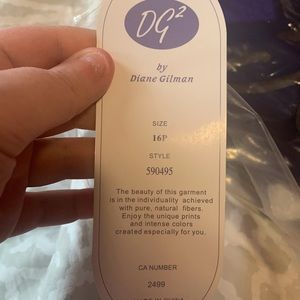 DG²
by
Diane Gilman
SIZE
16P
STYLE
590495
The beauty of this garment
is in the individuality achieved
with pure, natural fibers.
Enjoy the unique prints
and intense colors
created especially for you.
CA NUMBER
2499